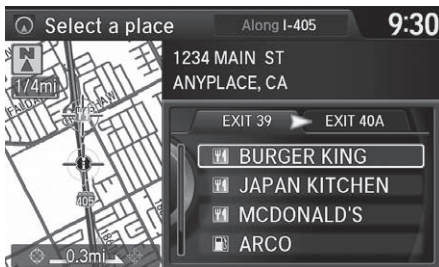 Select a place
Along I-405
9:30
N
1/4mi
1234 MAIN ST
ANYPLACE, CA
EXIT 39
EXIT 40A
BURGER KING
JAPAN KITCHEN
MCDONALD'S
ARCO
405
0.3mi